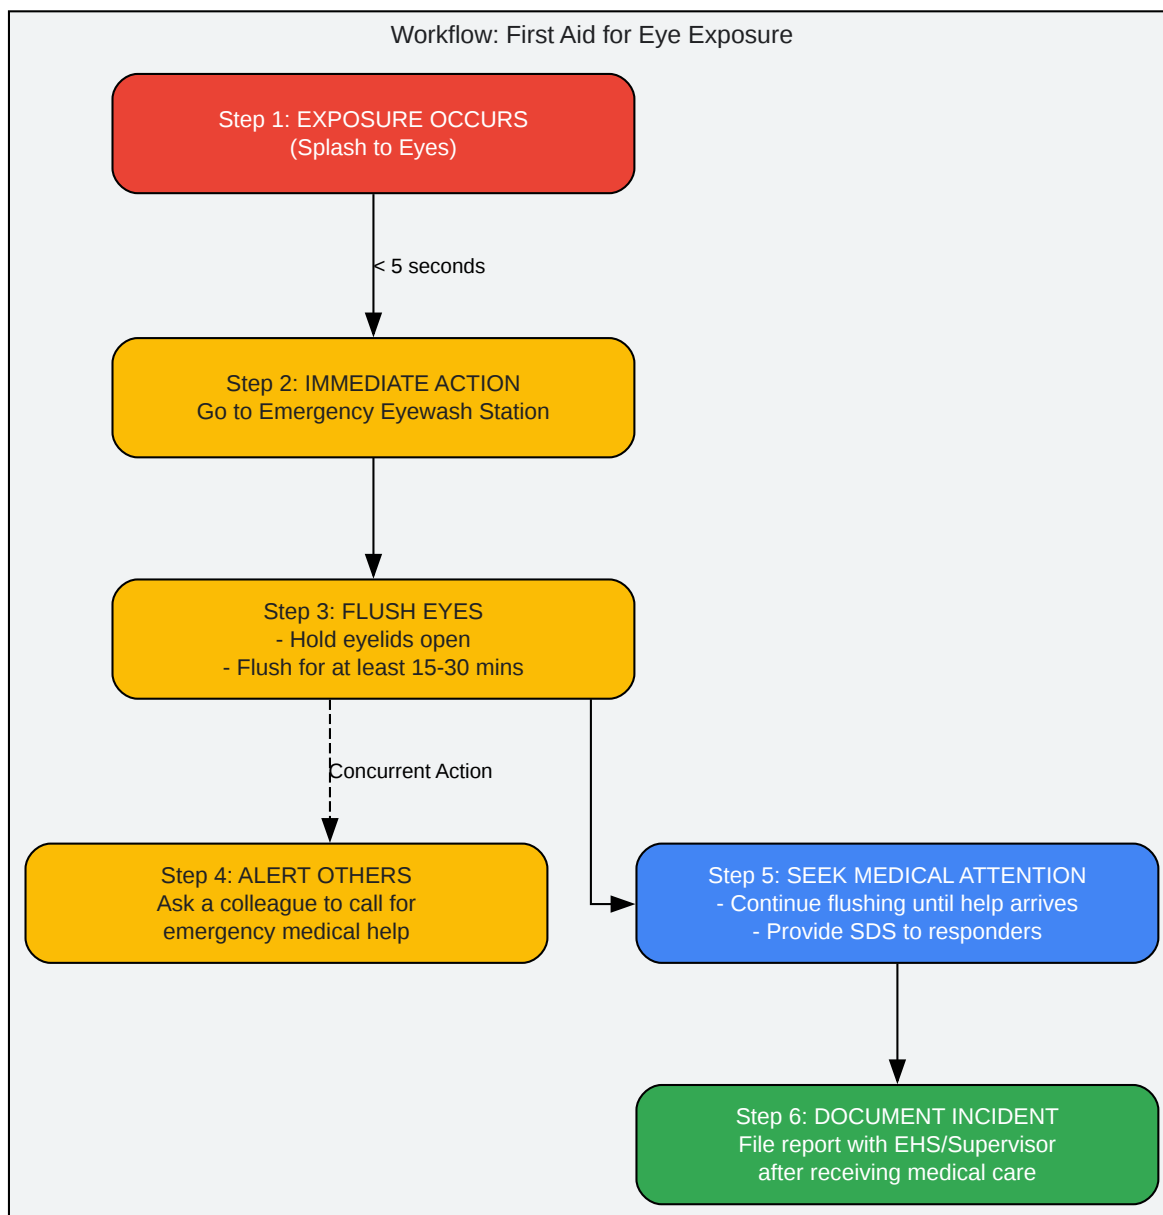 Workflow: First Aid for Eye Exposure
Step 1: EXPOSURE OCCURS
(Splash to Eyes)
< 5 seconds
Step 2: IMMEDIATE ACTION
Go to Emergency Eyewash Station
Step 3: FLUSH EYES
- Hold eyelids open
- Flush for at least 15-30 mins
Concurrent Action
Step 4: ALERT OTHERS
Ask a colleague to call for
emergency medical help
Step 5: SEEK MEDICAL ATTENTION
- Continue flushing until help arrives
- Provide SDS to responders
Step 6: DOCUMENT INCIDENT
File report with EHS/Supervisor
after receiving medical care